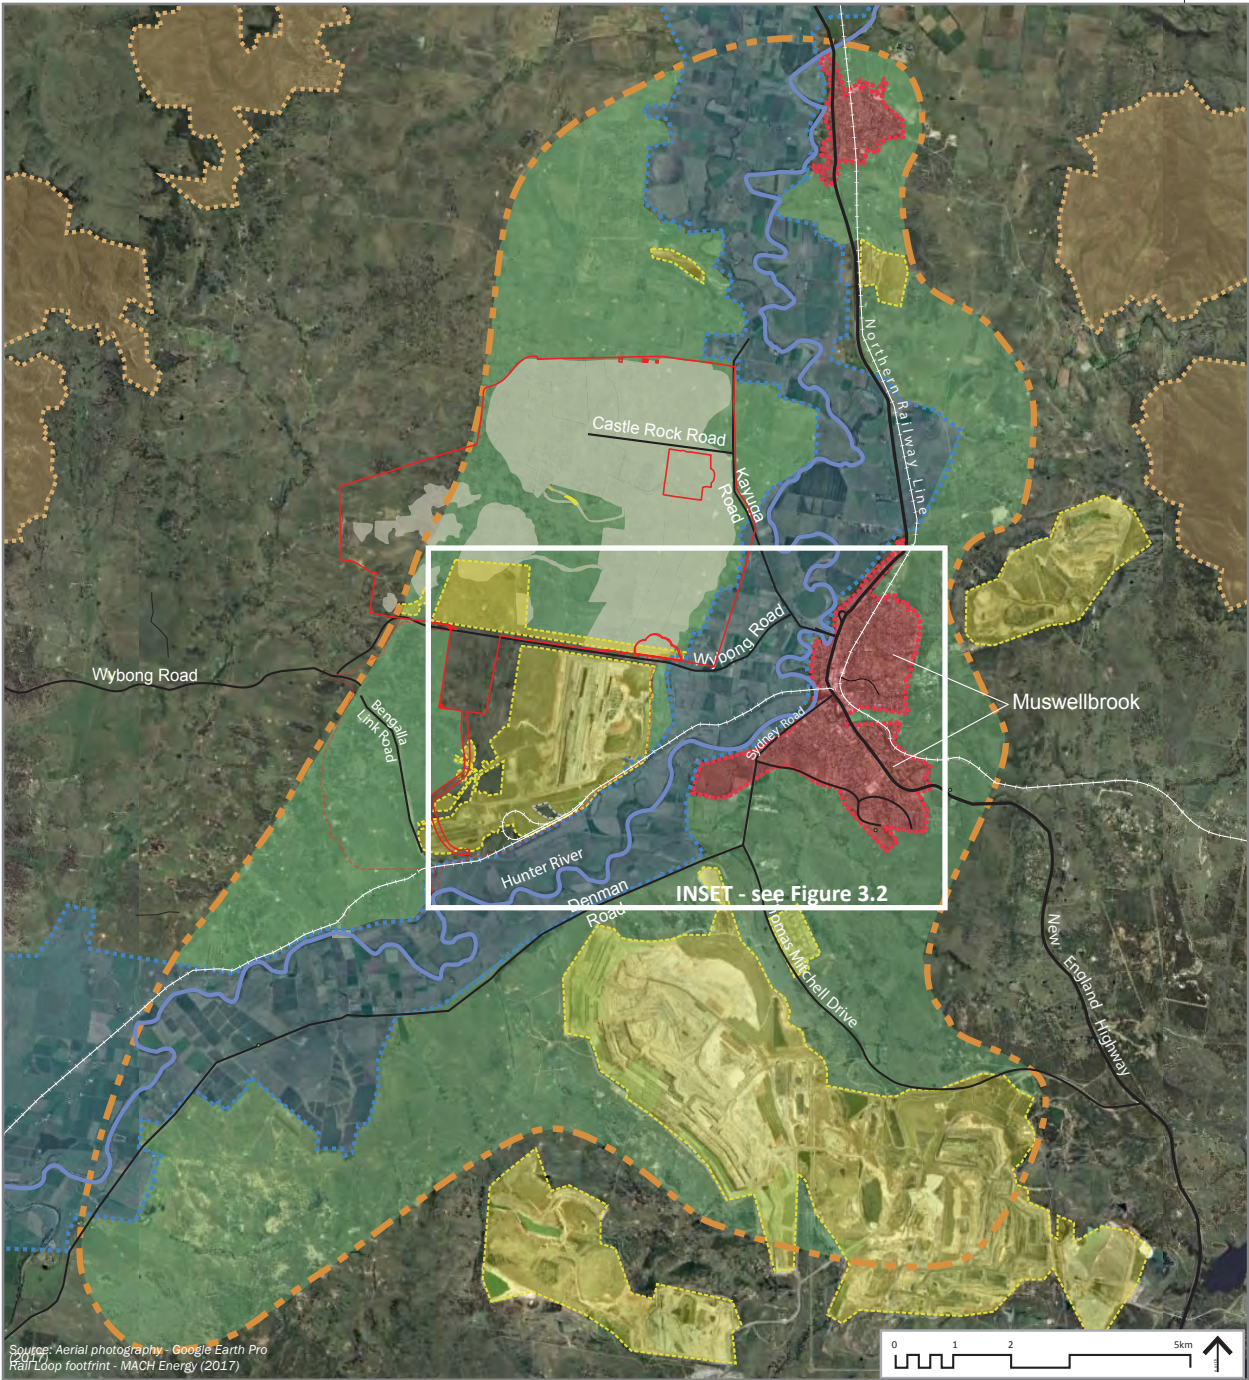 Northern Railway Line
Castle Rock Road
Kayuga
Road
Wybong Road
Wybong Road
Muswellbrook
Bengalla
Link Road
Sydney Road
Hunter River
Denman
Road
INSET - see Figure 3.2
Thomas Mitchell Drive
New England Highway
Source: Aerial photography - Google Earth Pro
(2017)
Rail Loop footfrint - MACH Energy (2017)
0 1 2 5km